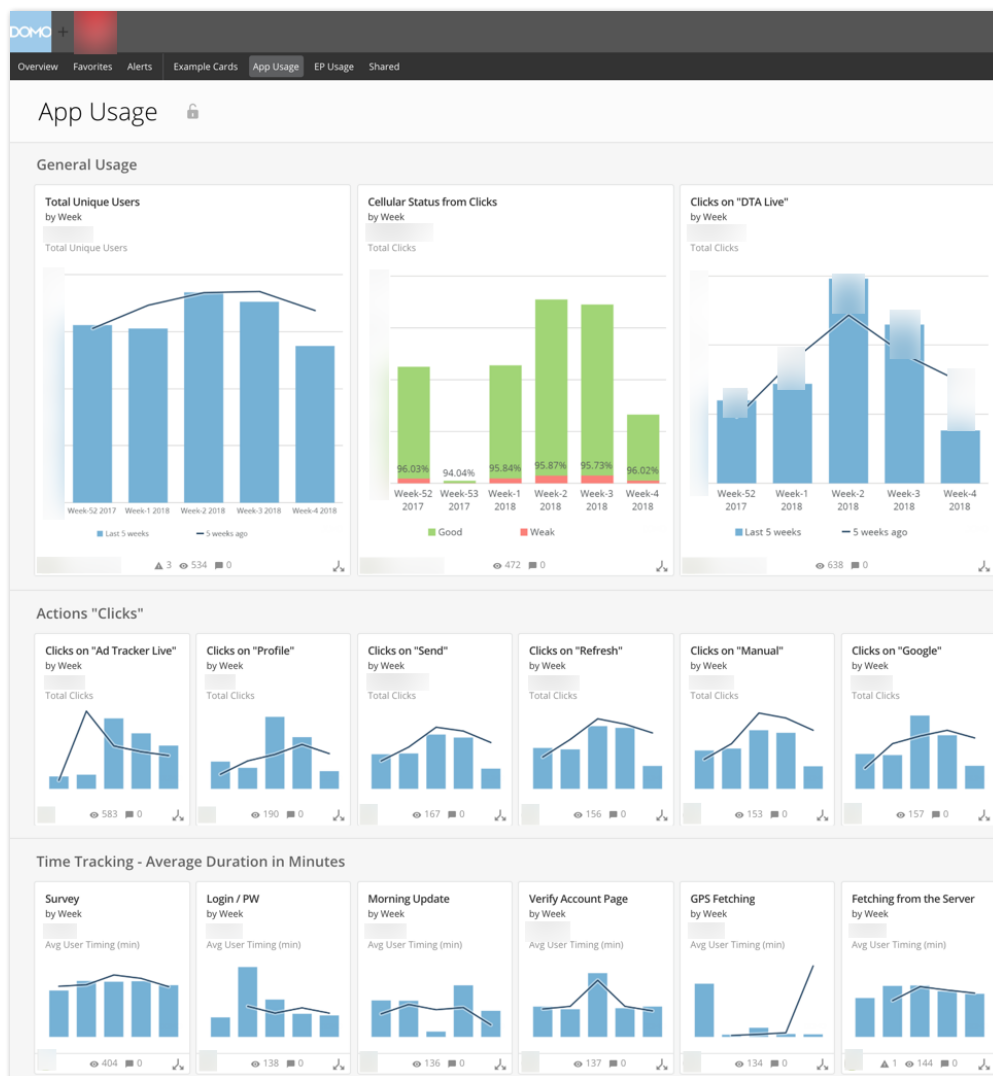 DOMO +
Overview Favorites Alerts Example Cards App Usage EP Usage Shared
App Usage
General Usage
Total Unique Users
by Week
Total Unique Users
Week-52 2017 Week-1 2018 Week-2 2018 Week-3 2018 Week-4 2018
Last 5 weeks 5 weeks ago
3 534 0
Cellular Status from Clicks
by Week
Total Clicks
96.03% 94.04% 95.84% 95.87% 95.73% 96.02%
Week-52 Week-53 Week-1 Week-2 Week-3 Week-4
2017 2017 2018 2018 2018 2018
Good Weak
472 0
Clicks on "DTA Live"
by Week
Total Clicks
Week-52 Week-1 Week-2 Week-3 Week-4
2017 2018 2018 2018 2018
Last 5 weeks 5 weeks ago
638 0
Actions "Clicks"
Clicks on "Ad Tracker Live"
by Week
Total Clicks
583 0
Clicks on "Profile"
by Week
Total Clicks
190 0
Clicks on "Send"
by Week
Total Clicks
167 0
Clicks on "Refresh"
by Week
Total Clicks
156 0
Clicks on "Manual"
by Week
Total Clicks
153 0
Clicks on "Google"
by Week
Total Clicks
157 0
Time Tracking - Average Duration in Minutes
Survey
by Week
Avg User Timing (min)
404 0
Login / PW
by Week
Avg User Timing (min)
138 0
Morning Update
by Week
Avg User Timing (min)
136 0
Verify Account Page
by Week
Avg User Timing (min)
137 0
GPS Fetching
by Week
Avg User Timing (min)
134 0
Fetching from the Server
by Week
Avg User Timing (min)
1 144 0